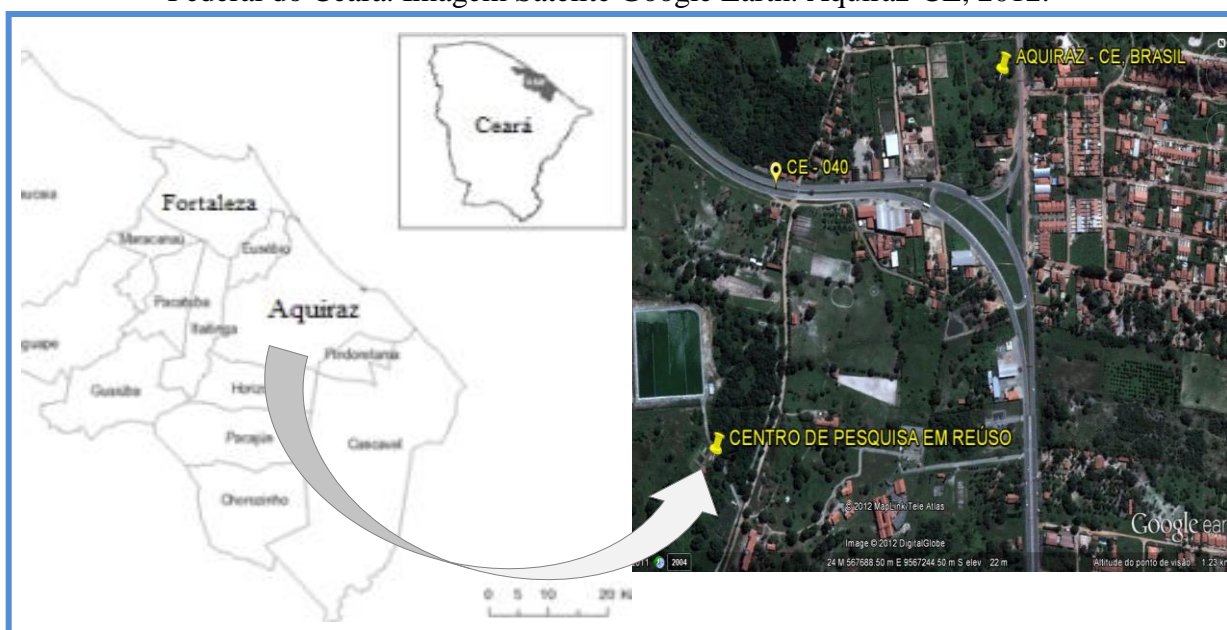 Federal do Ceará. Imagem Satélite Google Earth. Aquiraz-CE, 2012.
Ceará
Fortaleza
Maracanaú
Eusébio
Pacatuba
Itaitinga
Aquiraz
Pindoretama
Guaiúba
Horizo
Pacajus
Cascavel
Chorozinho
0 5 10 20
AQUIRAZ - CE, BRASIL
CE - 040
CENTRO DE PESQUISA EM REÚSO
© 2012 MapLink/Tele Atlas
Image © 2012 DigitalGlobe
Google ear
2004
24 M 567688.50 m E 9567244.50 m S elev 22 m
Altitude do ponto de visão 1.23 km